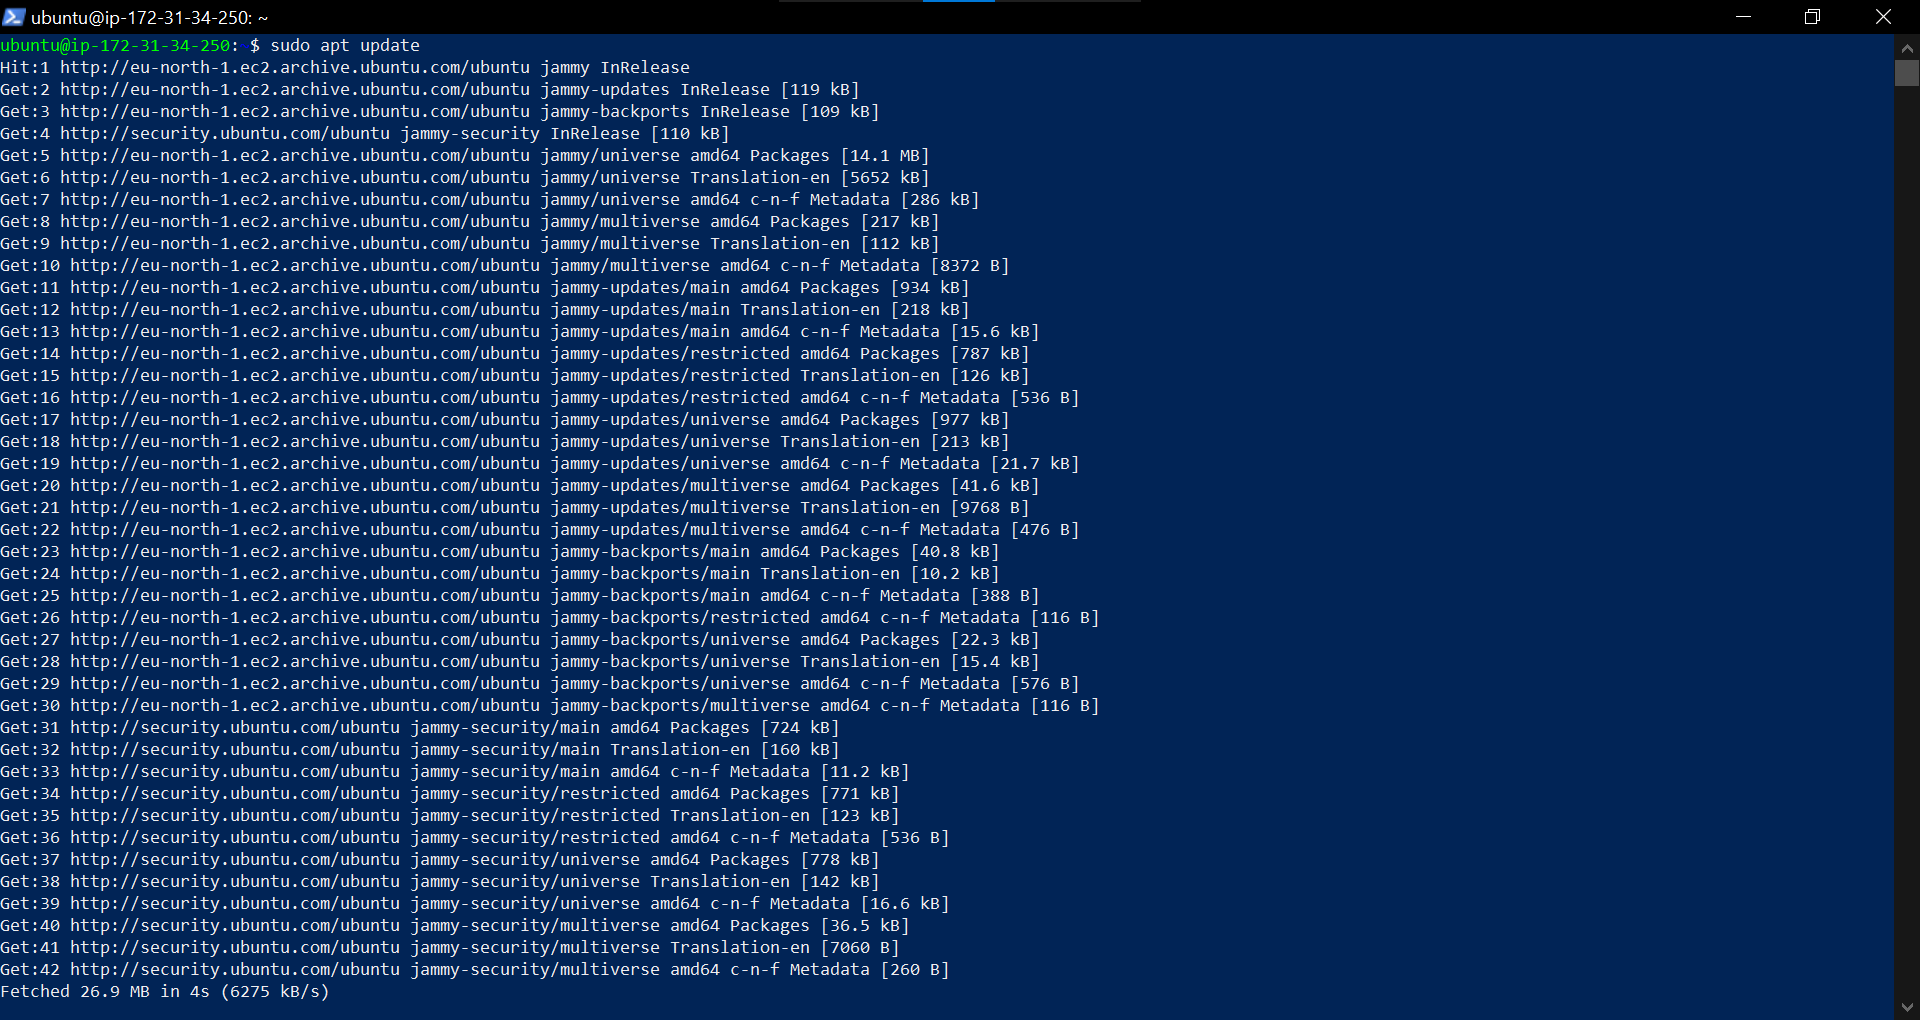 ubuntu@ip-172-31-34-250: ~
ubuntu@ip-172-31-34-250: $ sudo apt update
Hit:1 http://eu-north-1.ec2.archive.ubuntu.com/ubuntu jammy InRelease
Get:2 http://eu-north-1.ec2.archive.ubuntu.com/ubuntu jammy-updates InRelease [119 kB]
Get:3 http://eu-north-1.ec2.archive.ubuntu.com/ubuntu jammy-backports InRelease [109 kB]
Get:4 http://security.ubuntu.com/ubuntu jammy-security InRelease [110 kB]
Get:5 http://eu-north-1.ec2.archive.ubuntu.com/ubuntu jammy/universe amd64 Packages [14.1 MB]
Get:6 http://eu-north-1.ec2.archive.ubuntu.com/ubuntu jammy/universe Translation-en [5652 kB]
Get:7 http://eu-north-1.ec2.archive.ubuntu.com/ubuntu jammy/universe amd64 c-n-f Metadata [286 kB]
Get:8 http://eu-north-1.ec2.archive.ubuntu.com/ubuntu jammy/multiverse amd64 Packages [217 kB]
Get:9 http://eu-north-1.ec2.archive.ubuntu.com/ubuntu jammy/multiverse Translation-en [112 kB]
Get:10 http://eu-north-1.ec2.archive.ubuntu.com/ubuntu jammy/multiverse amd64 c-n-f Metadata [8372 B]
Get:11 http://eu-north-1.ec2.archive.ubuntu.com/ubuntu jammy-updates/main amd64 Packages [934 kB]
Get:12 http://eu-north-1.ec2.archive.ubuntu.com/ubuntu jammy-updates/main Translation-en [218 kB]
Get:13 http://eu-north-1.ec2.archive.ubuntu.com/ubuntu jammy-updates/main amd64 c-n-f Metadata [15.6 kB]
Get:14 http://eu-north-1.ec2.archive.ubuntu.com/ubuntu jammy-updates/restricted amd64 Packages [787 kB]
Get:15 http://eu-north-1.ec2.archive.ubuntu.com/ubuntu jammy-updates/restricted Translation-en [126 kB]
Get:16 http://eu-north-1.ec2.archive.ubuntu.com/ubuntu jammy-updates/restricted amd64 c-n-f Metadata [536 B]
Get:17 http://eu-north-1.ec2.archive.ubuntu.com/ubuntu jammy-updates/universe amd64 Packages [977 kB]
Get:18 http://eu-north-1.ec2.archive.ubuntu.com/ubuntu jammy-updates/universe Translation-en [213 kB]
Get:19 http://eu-north-1.ec2.archive.ubuntu.com/ubuntu jammy-updates/universe amd64 c-n-f Metadata [21.7 kB]
Get:20 http://eu-north-1.ec2.archive.ubuntu.com/ubuntu jammy-updates/multiverse amd64 Packages [41.6 kB]
Get:21 http://eu-north-1.ec2.archive.ubuntu.com/ubuntu jammy-updates/multiverse Translation-en [9768 B]
Get:22 http://eu-north-1.ec2.archive.ubuntu.com/ubuntu jammy-updates/multiverse amd64 c-n-f Metadata [476 B]
Get:23 http://eu-north-1.ec2.archive.ubuntu.com/ubuntu jammy-backports/main amd64 Packages [40.8 kB]
Get:24 http://eu-north-1.ec2.archive.ubuntu.com/ubuntu jammy-backports/main Translation-en [10.2 kB]
Get:25 http://eu-north-1.ec2.archive.ubuntu.com/ubuntu jammy-backports/main amd64 c-n-f Metadata [388 B]
Get:26 http://eu-north-1.ec2.archive.ubuntu.com/ubuntu jammy-backports/restricted amd64 c-n-f Metadata [116 B]
Get:27 http://eu-north-1.ec2.archive.ubuntu.com/ubuntu jammy-backports/universe amd64 Packages [22.3 kB]
Get:28 http://eu-north-1.ec2.archive.ubuntu.com/ubuntu jammy-backports/universe Translation-en [15.4 kB]
Get:29 http://eu-north-1.ec2.archive.ubuntu.com/ubuntu jammy-backports/universe amd64 c-n-f Metadata [576 B]
Get:30 http://eu-north-1.ec2.archive.ubuntu.com/ubuntu jammy-backports/multiverse amd64 c-n-f Metadata [116 B]
Get:31 http://security.ubuntu.com/ubuntu jammy-security/main amd64 Packages [724 kB]
Get:32 http://security.ubuntu.com/ubuntu jammy-security/main Translation-en [160 kB]
Get:33 http://security.ubuntu.com/ubuntu jammy-security/main amd64 c-n-f Metadata [11.2 kB]
Get:34 http://security.ubuntu.com/ubuntu jammy-security/restricted amd64 Packages [771 kB]
Get:35 http://security.ubuntu.com/ubuntu jammy-security/restricted Translation-en [123 kB]
Get:36 http://security.ubuntu.com/ubuntu jammy-security/restricted amd64 c-n-f Metadata [536 B]
Get:37 http://security.ubuntu.com/ubuntu jammy-security/universe amd64 Packages [778 kB]
Get:38 http://security.ubuntu.com/ubuntu jammy-security/universe Translation-en [142 kB]
Get:39 http://security.ubuntu.com/ubuntu jammy-security/universe amd64 c-n-f Metadata [16.6 kB]
Get:40 http://security.ubuntu.com/ubuntu jammy-security/multiverse amd64 Packages [36.5 kB]
Get:41 http://security.ubuntu.com/ubuntu jammy-security/multiverse Translation-en [7060 B]
Get:42 http://security.ubuntu.com/ubuntu jammy-security/multiverse amd64 c-n-f Metadata [260 B]
Fetched 26.9 MB in 4s (6275 kB/s)